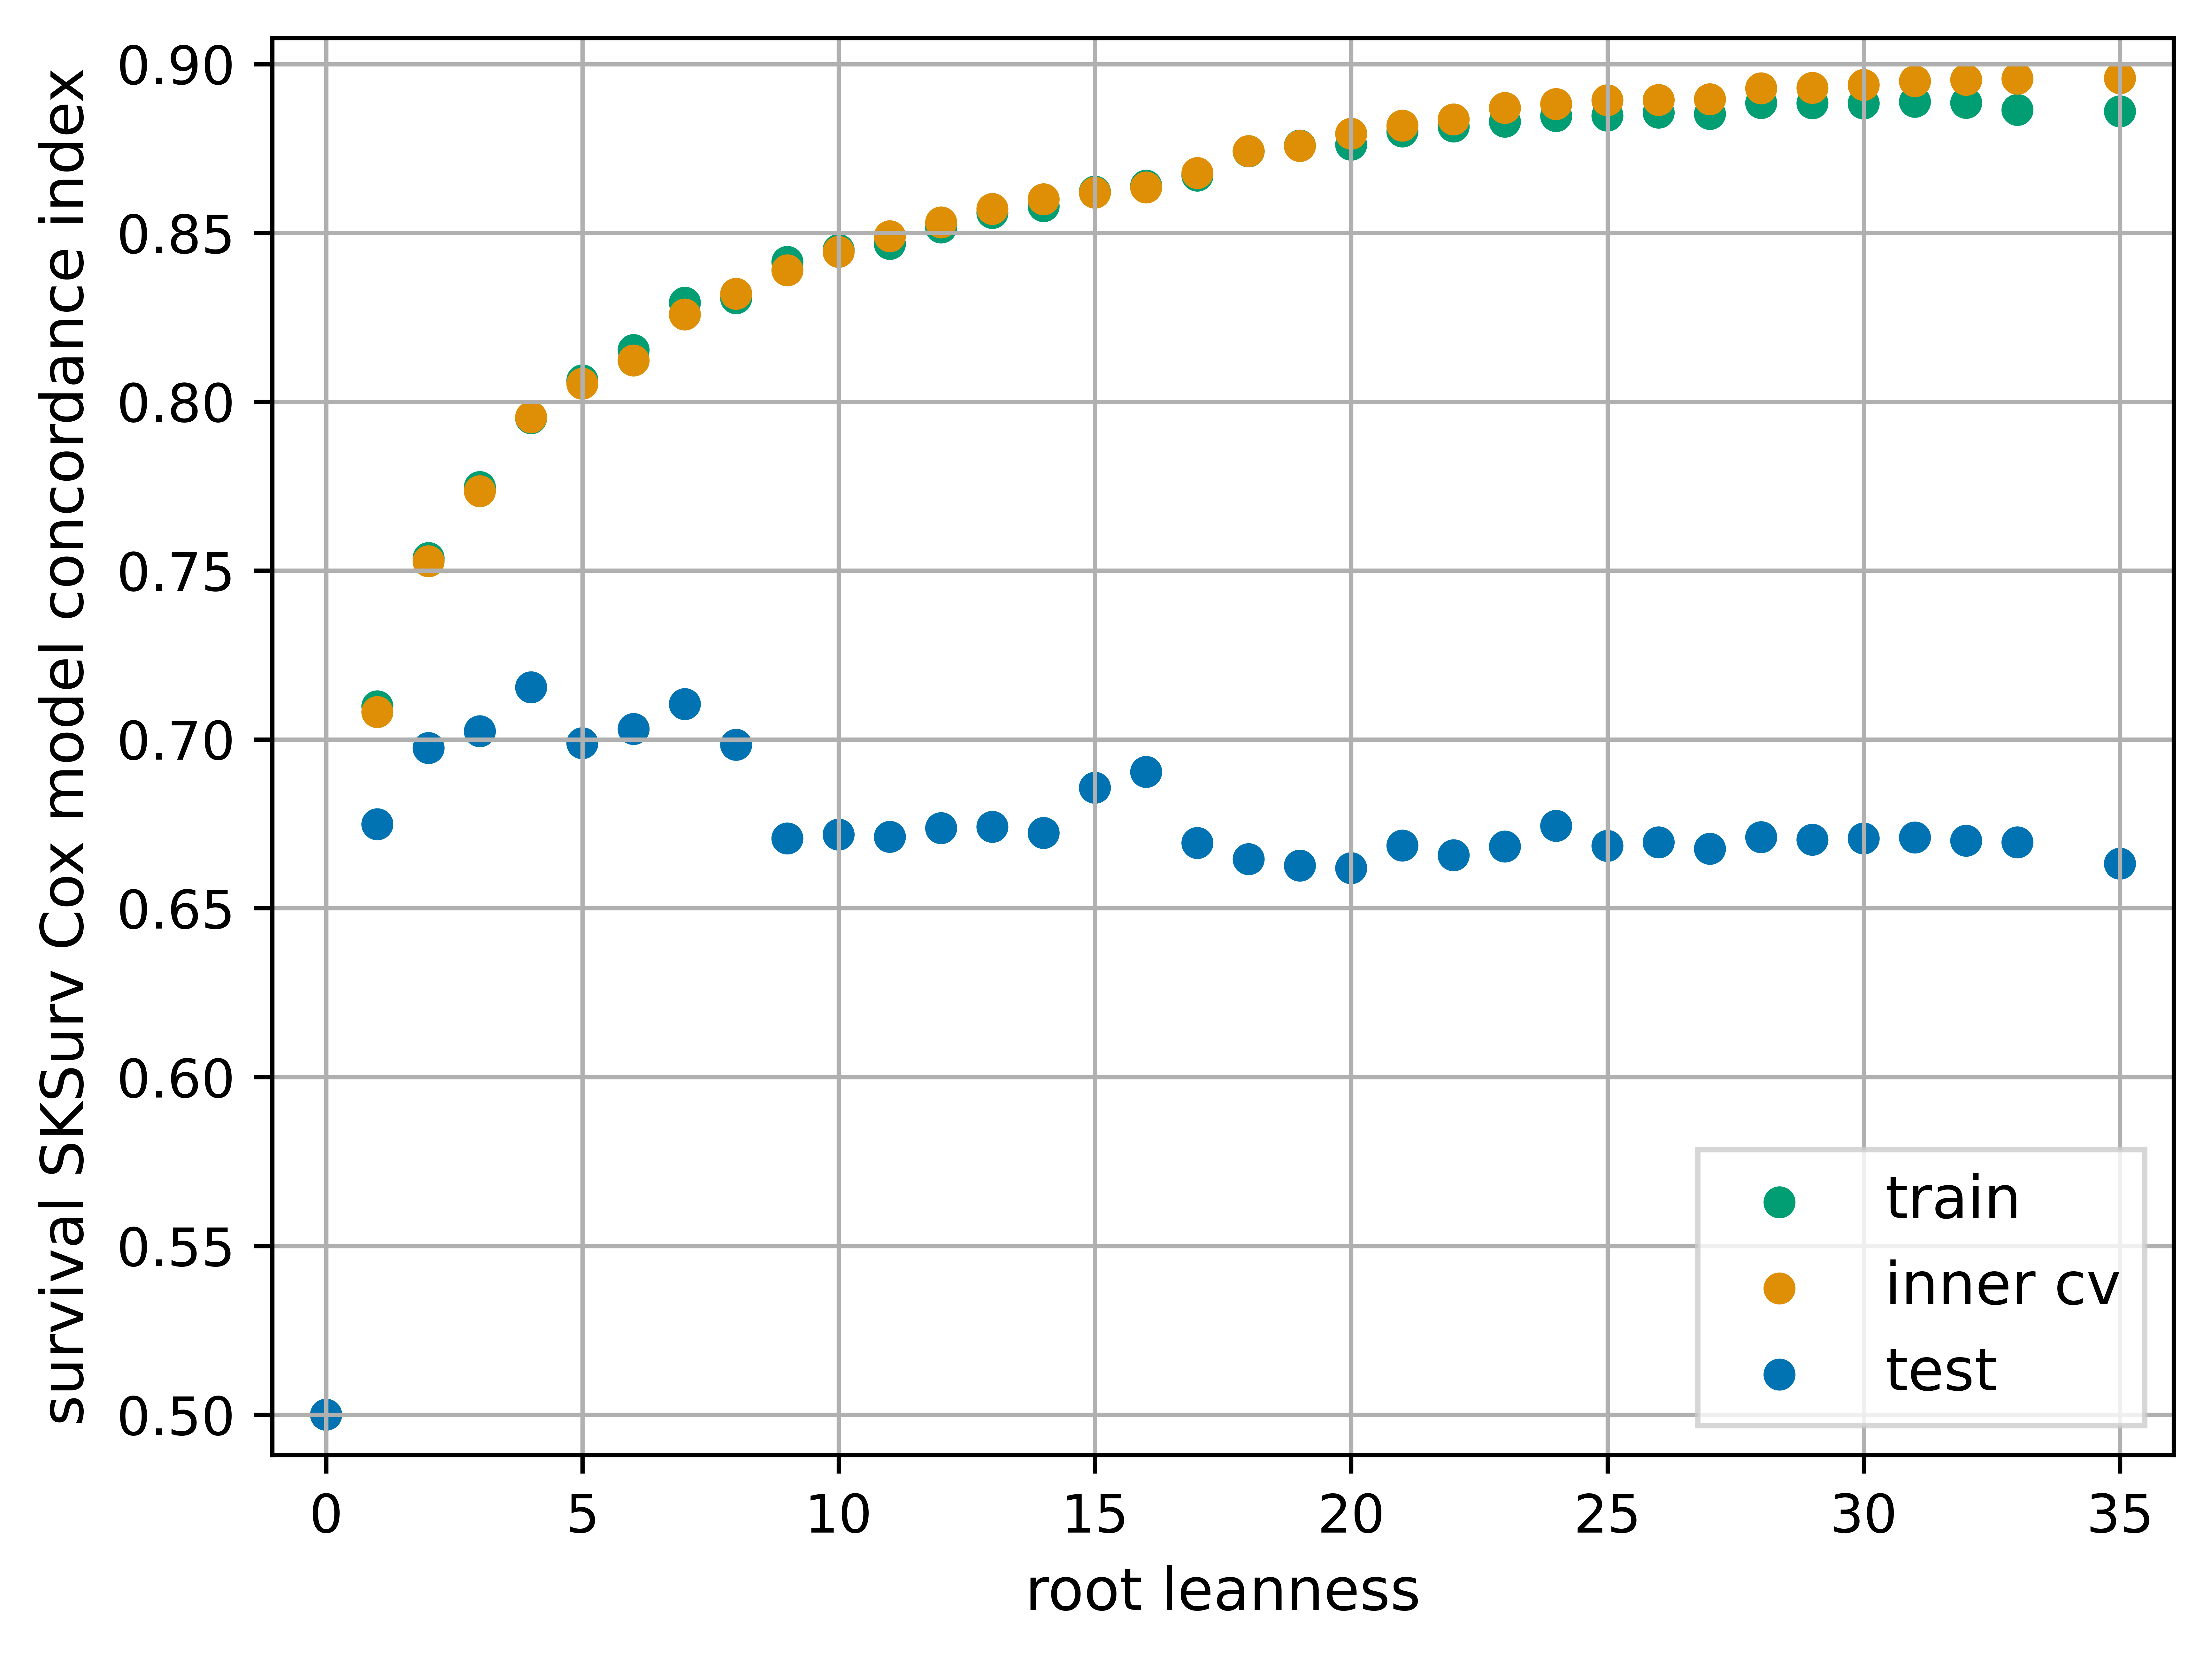 survival SKSurv Cox model concordance index
0.90
0.85
0.80
0.75
0.70
0.65
0.60
0.55
0.50
train
inner cv
test
0 5 10 15 20 25 30 35
root leanness